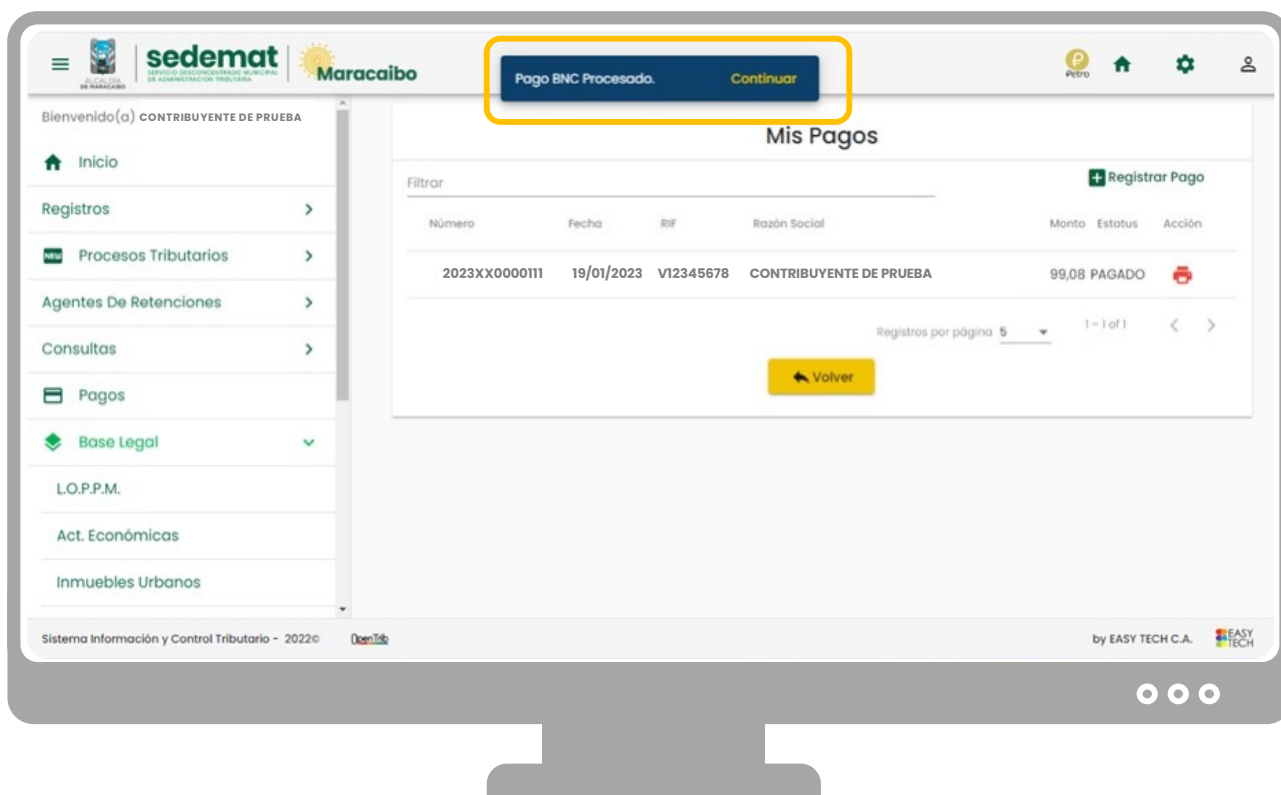 ALCALDÍA
DE MARACAIBO
sedemat
SERVICIO DESCONCENTRADO MUNICIPAL
DE ADMINISTRACIÓN TRIBUTARIA
Maracaibo
Pago BNC Procesado. Continuar
Petro
Bienvenido(a) CONTRIBUYENTE DE PRUEBA
Mis Pagos
Inicio
Filtrar
Registrar Pago
Registros
Número Fecha RIF Razón Social Monto Estatus Acción
NEW Procesos Tributarios
2023XX0000111 19/01/2023 V12345678 CONTRIBUYENTE DE PRUEBA 99,08 PAGADO
Agentes De Retenciones
Registros por página 5 1 – 1 of 1
Consultas
Volver
Pagos
Base Legal
L.O.P.P.M.
Act. Económicas
Inmuebles Urbanos
Sistema Información y Control Tributario - 2022© OpenTrib by EASY TECH C.A. EASY TECH